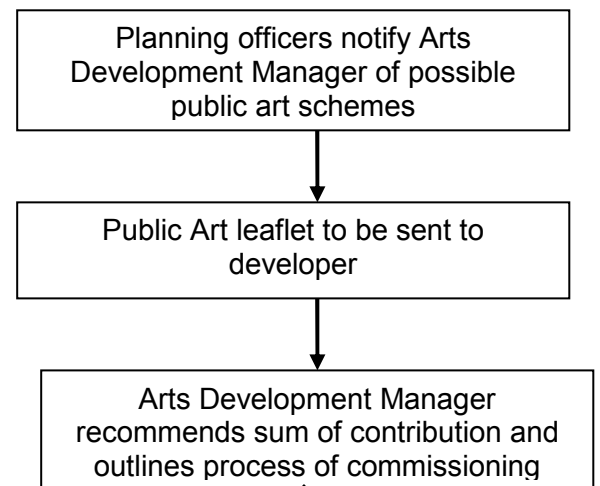 Planning officers notify Arts
Development Manager of possible
public art schemes
Public Art leaflet to be sent to
developer
Arts Development Manager
recommends sum of contribution and
outlines process of commissioning